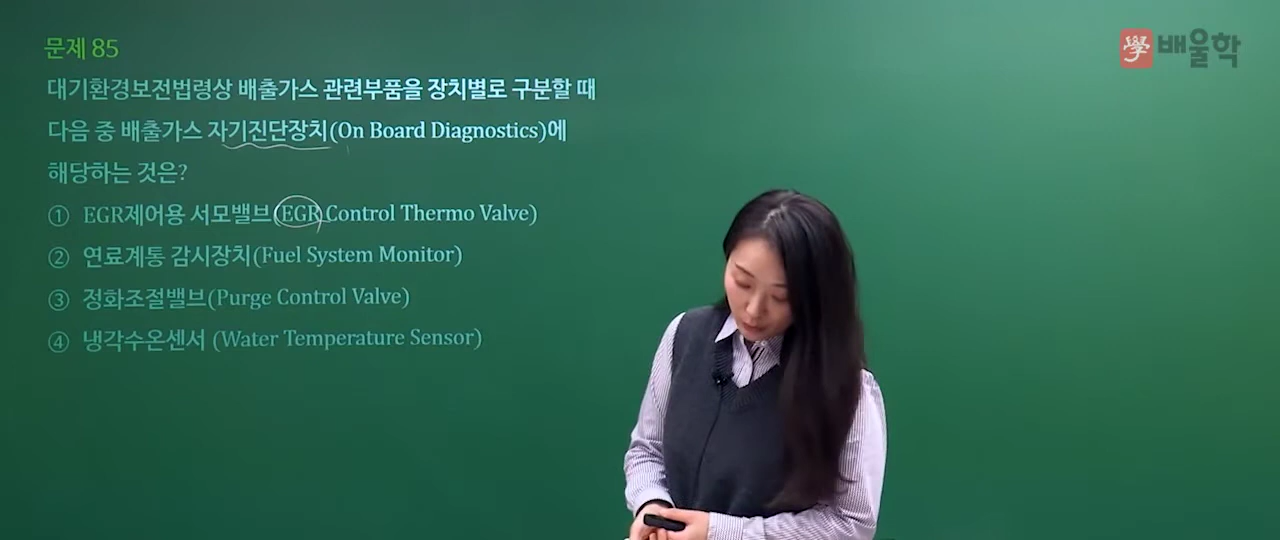 學 배울학
문제 85
대기환경보전법령상 배출가스 관련부품을 장치별로 구분할 때
다음 중 배출가스 자기진단장치(On Board Diagnostics)에
해당하는 것은?
① EGR제어용 서모밸브(EGR Control Thermo Valve)
② 연료계통 감시장치(Fuel System Monitor)
③ 정화조절밸브(Purge Control Valve)
④ 냉각수온센서 (Water Temperature Sensor)